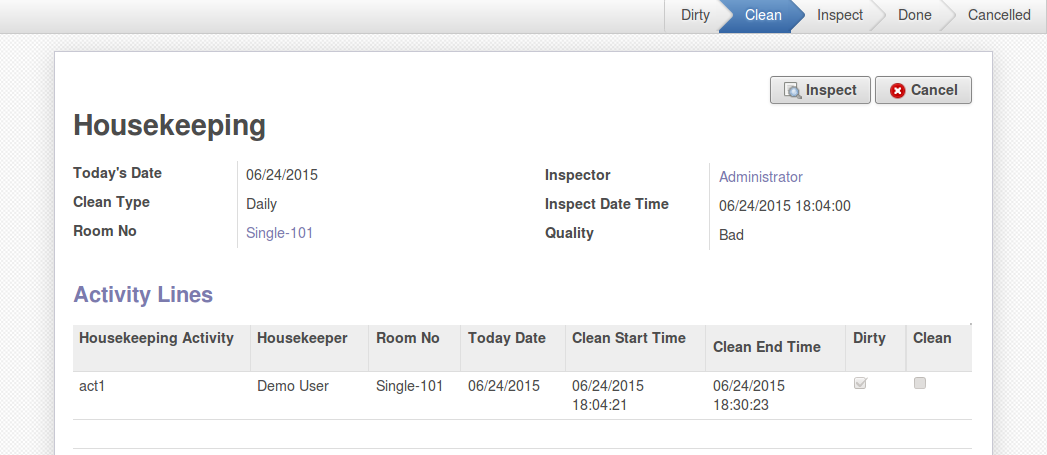 Dirty Clean Inspect Done Cancelled
Inspect Cancel
Housekeeping
Today's Date 06/24/2015 Inspector Administrator
Clean Type Daily Inspect Date Time 06/24/2015 18:04:00
Room No Single-101 Quality Bad
Activity Lines
Housekeeping Activity Housekeeper Room No Today Date Clean Start Time Clean End Time Dirty Clean
act1 Demo User Single-101 06/24/2015 06/24/2015 06/24/2015
18:04:21 18:30:23